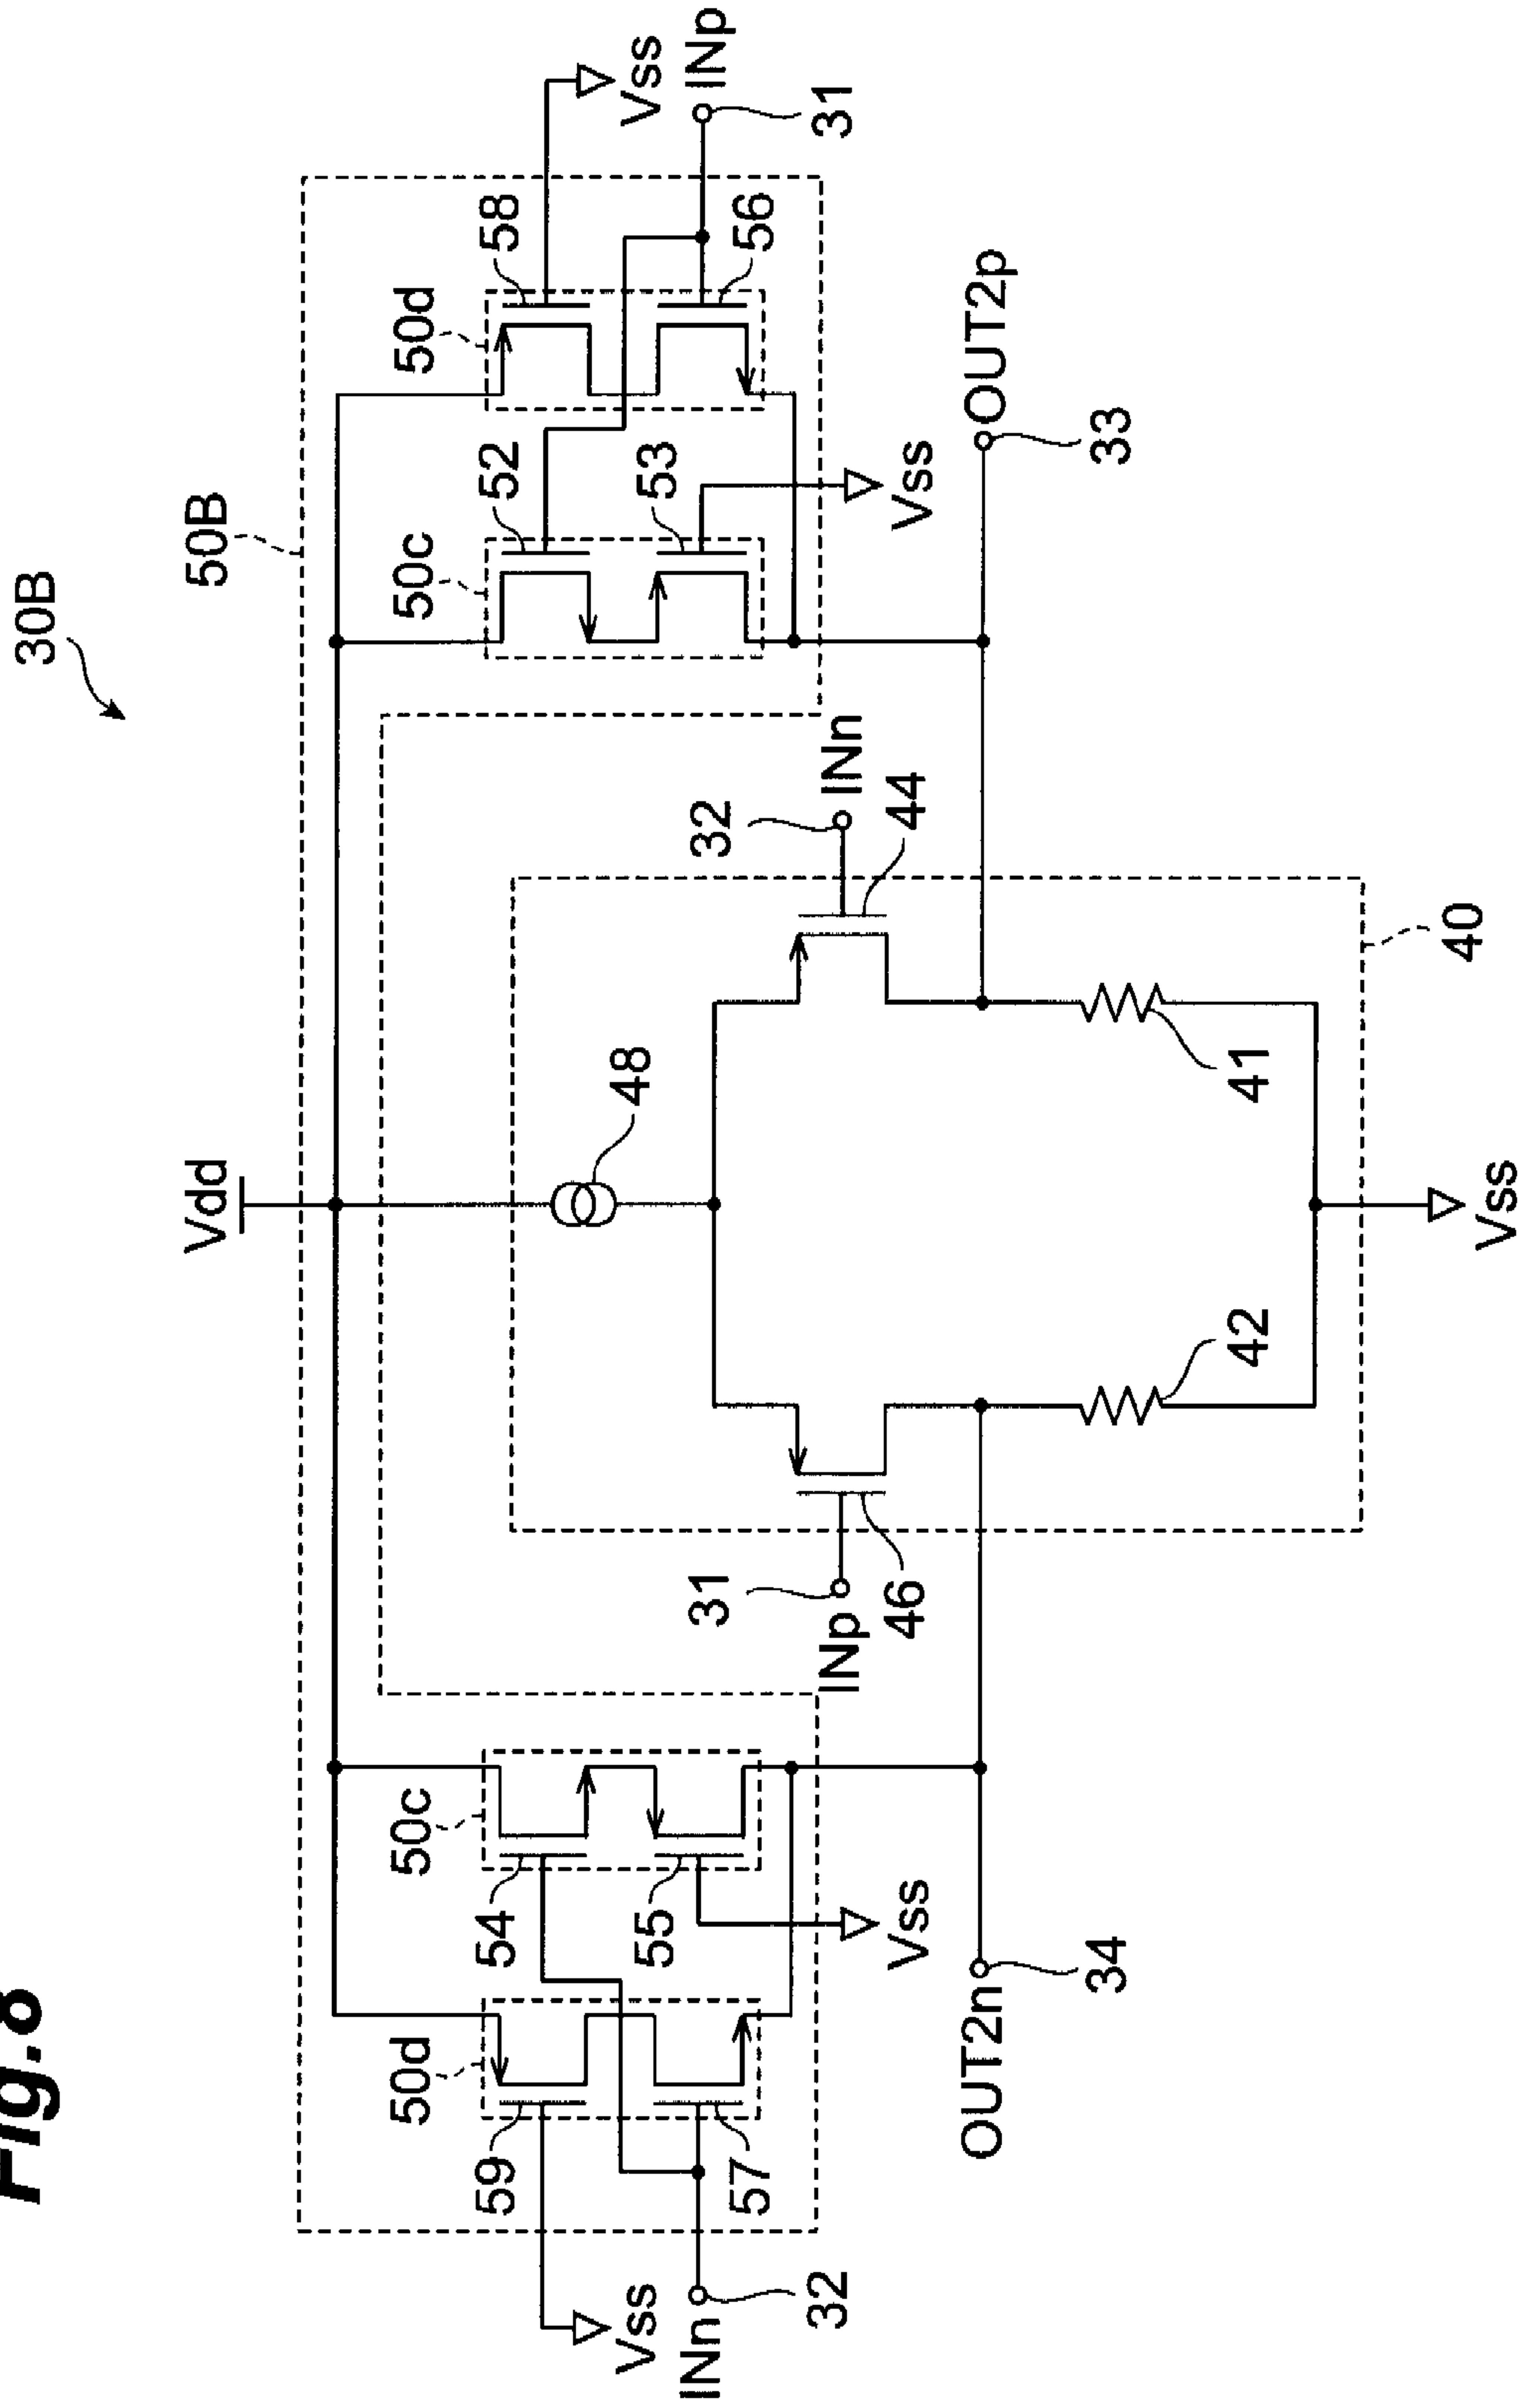 Fig.8
30B
50B
Vdd
50d
59
57
50c
54
55
Vss
INn
32
Vss
OUT2n
34
48
INp
31
46
42
41
Vss
40
INn
32
44
50c
52
53
Vss
50d
58
56
Vss
INp
31
OUT2p
33